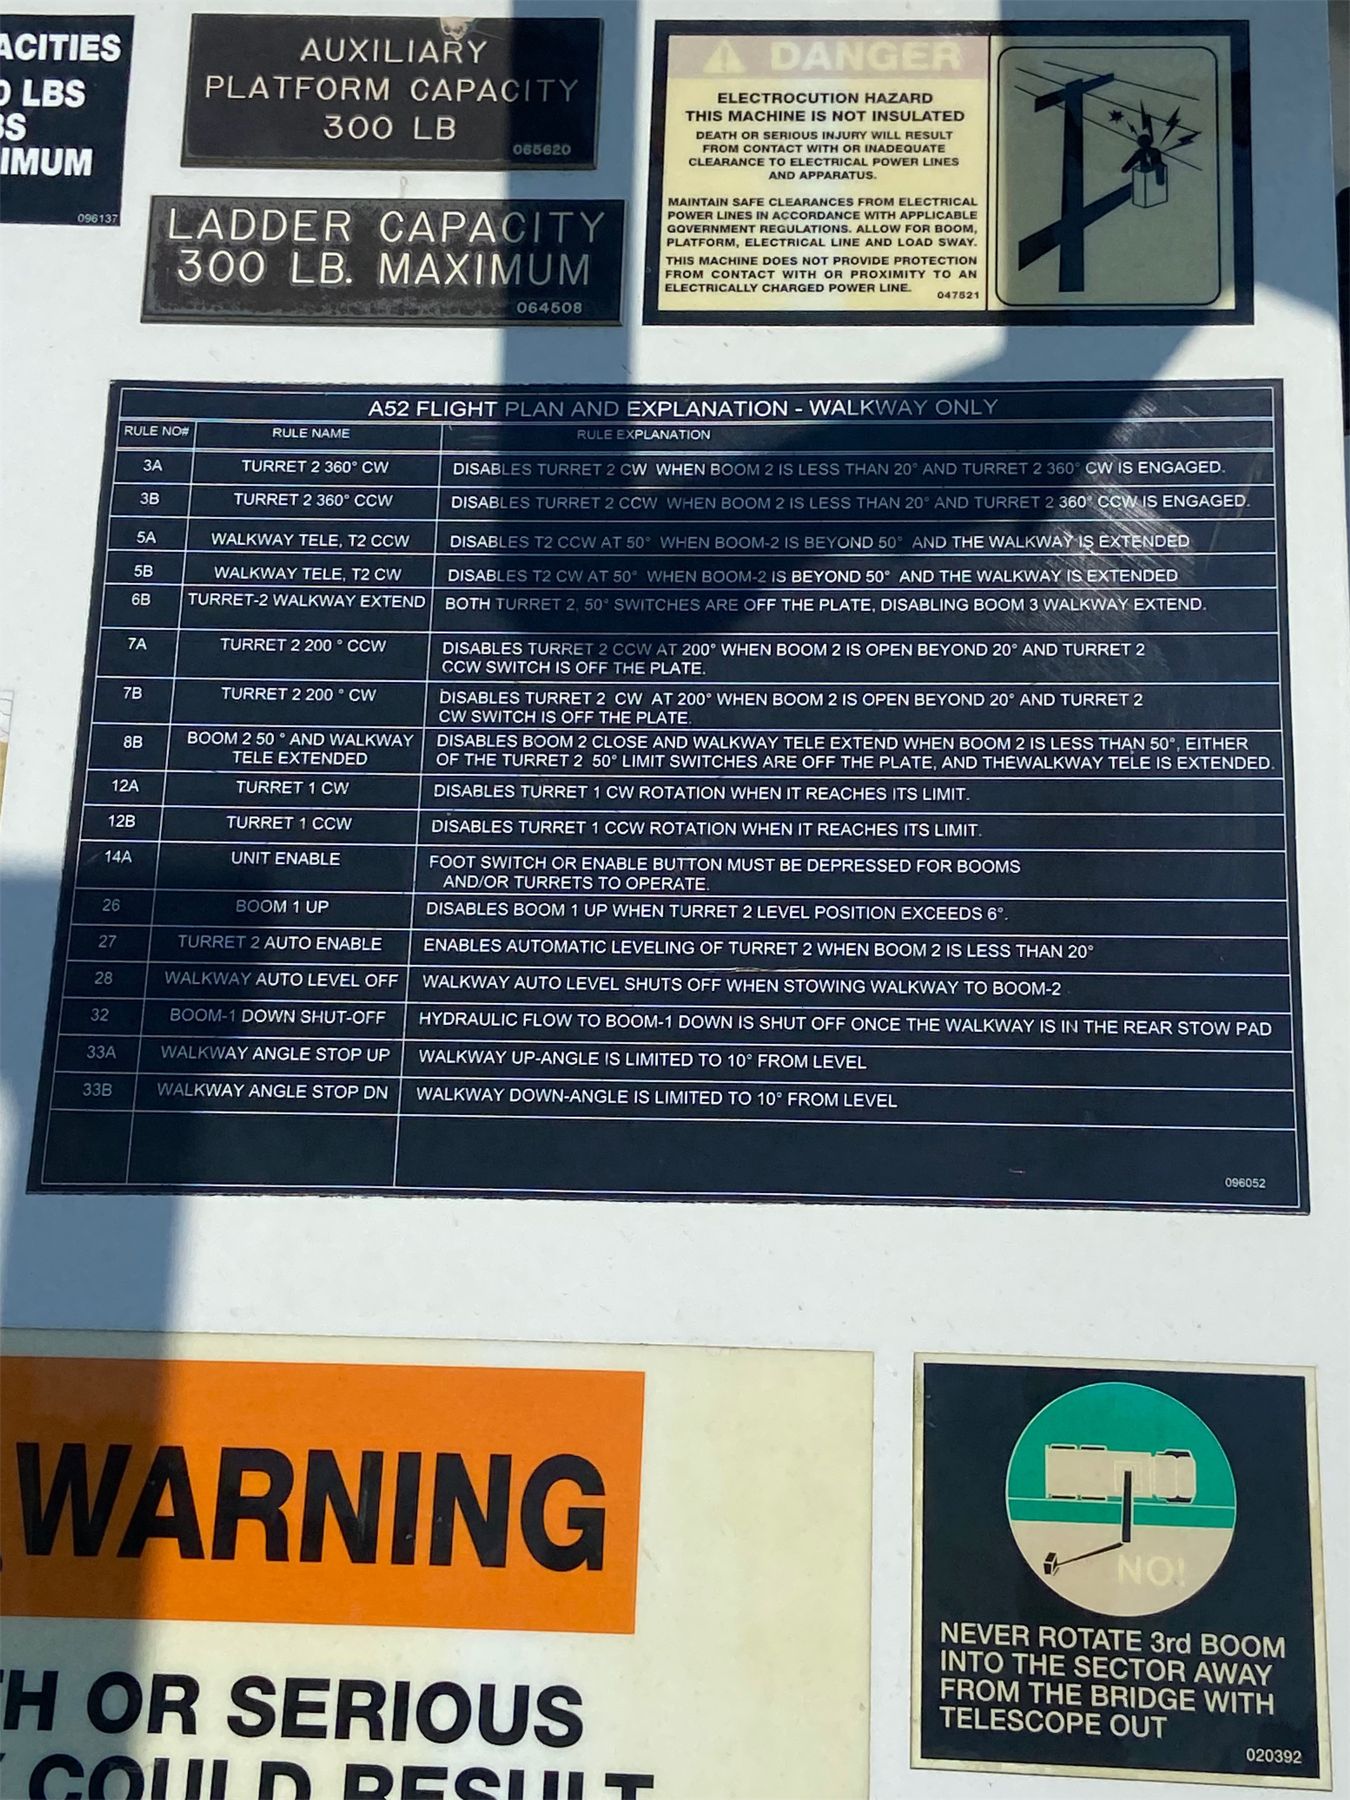 ACITIES
0 LBS
BS
IMUM
096137
AUXILIARY
PLATFORM CAPACITY
300 LB
065620
LADDER CAPACITY
300 LB. MAXIMUM
064508
DANGER
ELECTROCUTION HAZARD
THIS MACHINE IS NOT INSULATED
DEATH OR SERIOUS INJURY WILL RESULT
FROM CONTACT WITH OR INADEQUATE
CLEARANCE TO ELECTRICAL POWER LINES
AND APPARATUS.
MAINTAIN SAFE CLEARANCES FROM ELECTRICAL
POWER LINES IN ACCORDANCE WITH APPLICABLE
GOVERNMENT REGULATIONS. ALLOW FOR BOOM,
PLATFORM, ELECTRICAL LINE AND LOAD SWAY.
THIS MACHINE DOES NOT PROVIDE PROTECTION
FROM CONTACT WITH OR PROXIMITY TO AN
ELECTRICALLY CHARGED POWER LINE.
047521
A52 FLIGHT PLAN AND EXPLANATION - WALKWAY ONLY
RULE NO# RULE NAME RULE EXPLANATION
3A TURRET 2 360° CW DISABLES TURRET 2 CW WHEN BOOM 2 IS LESS THAN 20° AND TURRET 2 360° CW IS ENGAGED.
3B TURRET 2 360° CCW DISABLES TURRET 2 CCW WHEN BOOM 2 IS LESS THAN 20° AND TURRET 2 360° CCW IS ENGAGED.
5A WALKWAY TELE, T2 CCW DISABLES T2 CCW AT 50° WHEN BOOM-2 IS BEYOND 50° AND THE WALKWAY IS EXTENDED
5B WALKWAY TELE, T2 CW DISABLES T2 CW AT 50° WHEN BOOM-2 IS BEYOND 50° AND THE WALKWAY IS EXTENDED
6B TURRET-2 WALKWAY EXTEND BOTH TURRET 2, 50° SWITCHES ARE OFF THE PLATE, DISABLING BOOM 3 WALKWAY EXTEND.
7A TURRET 2 200 ° CCW DISABLES TURRET 2 CCW AT 200° WHEN BOOM 2 IS OPEN BEYOND 20° AND TURRET 2
CCW SWITCH IS OFF THE PLATE.
7B TURRET 2 200 ° CW DISABLES TURRET 2 CW AT 200° WHEN BOOM 2 IS OPEN BEYOND 20° AND TURRET 2
CW SWITCH IS OFF THE PLATE.
8B BOOM 2 50 ° AND WALKWAY DISABLES BOOM 2 CLOSE AND WALKWAY TELE EXTEND WHEN BOOM 2 IS LESS THAN 50°, EITHER
TELE EXTENDED OF THE TURRET 2 50° LIMIT SWITCHES ARE OFF THE PLATE, AND THEWALKWAY TELE IS EXTENDED.
12A TURRET 1 CW DISABLES TURRET 1 CW ROTATION WHEN IT REACHES ITS LIMIT.
12B TURRET 1 CCW DISABLES TURRET 1 CCW ROTATION WHEN IT REACHES ITS LIMIT.
14A UNIT ENABLE FOOT SWITCH OR ENABLE BUTTON MUST BE DEPRESSED FOR BOOMS
AND/OR TURRETS TO OPERATE.
26 BOOM 1 UP DISABLES BOOM 1 UP WHEN TURRET 2 LEVEL POSITION EXCEEDS 6°.
27 TURRET 2 AUTO ENABLE ENABLES AUTOMATIC LEVELING OF TURRET 2 WHEN BOOM 2 IS LESS THAN 20°
28 WALKWAY AUTO LEVEL OFF WALKWAY AUTO LEVEL SHUTS OFF WHEN STOWING WALKWAY TO BOOM-2
32 BOOM-1 DOWN SHUT-OFF HYDRAULIC FLOW TO BOOM-1 DOWN IS SHUT OFF ONCE THE WALKWAY IS IN THE REAR STOW PAD
33A WALKWAY ANGLE STOP UP WALKWAY UP-ANGLE IS LIMITED TO 10° FROM LEVEL
33B WALKWAY ANGLE STOP DN WALKWAY DOWN-ANGLE IS LIMITED TO 10° FROM LEVEL
096052
WARNING
TH OR SERIOUS
Y COULD RESULT
NO!
NEVER ROTATE 3rd BOOM
INTO THE SECTOR AWAY
FROM THE BRIDGE WITH
TELESCOPE OUT
020392